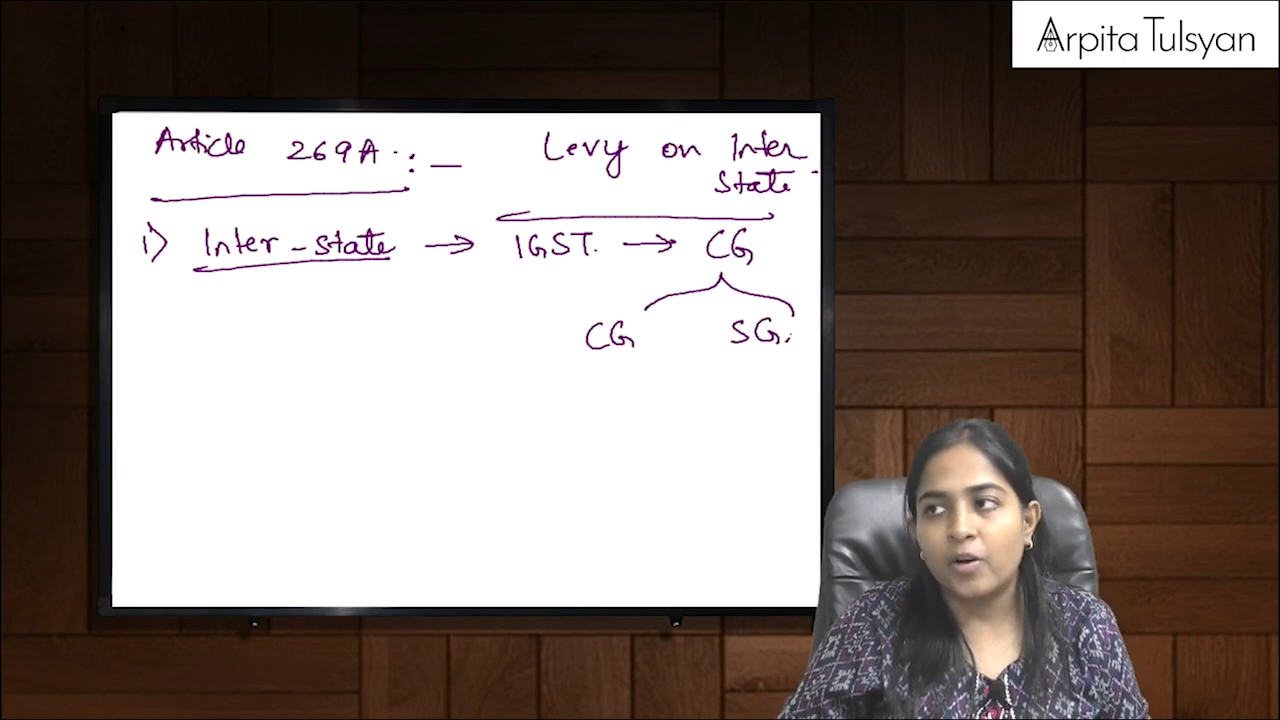 Arpita Tulsyan
Article 269A :- Levy on Inter
State
1) Inter-state → IGST. → CG
CG SG.